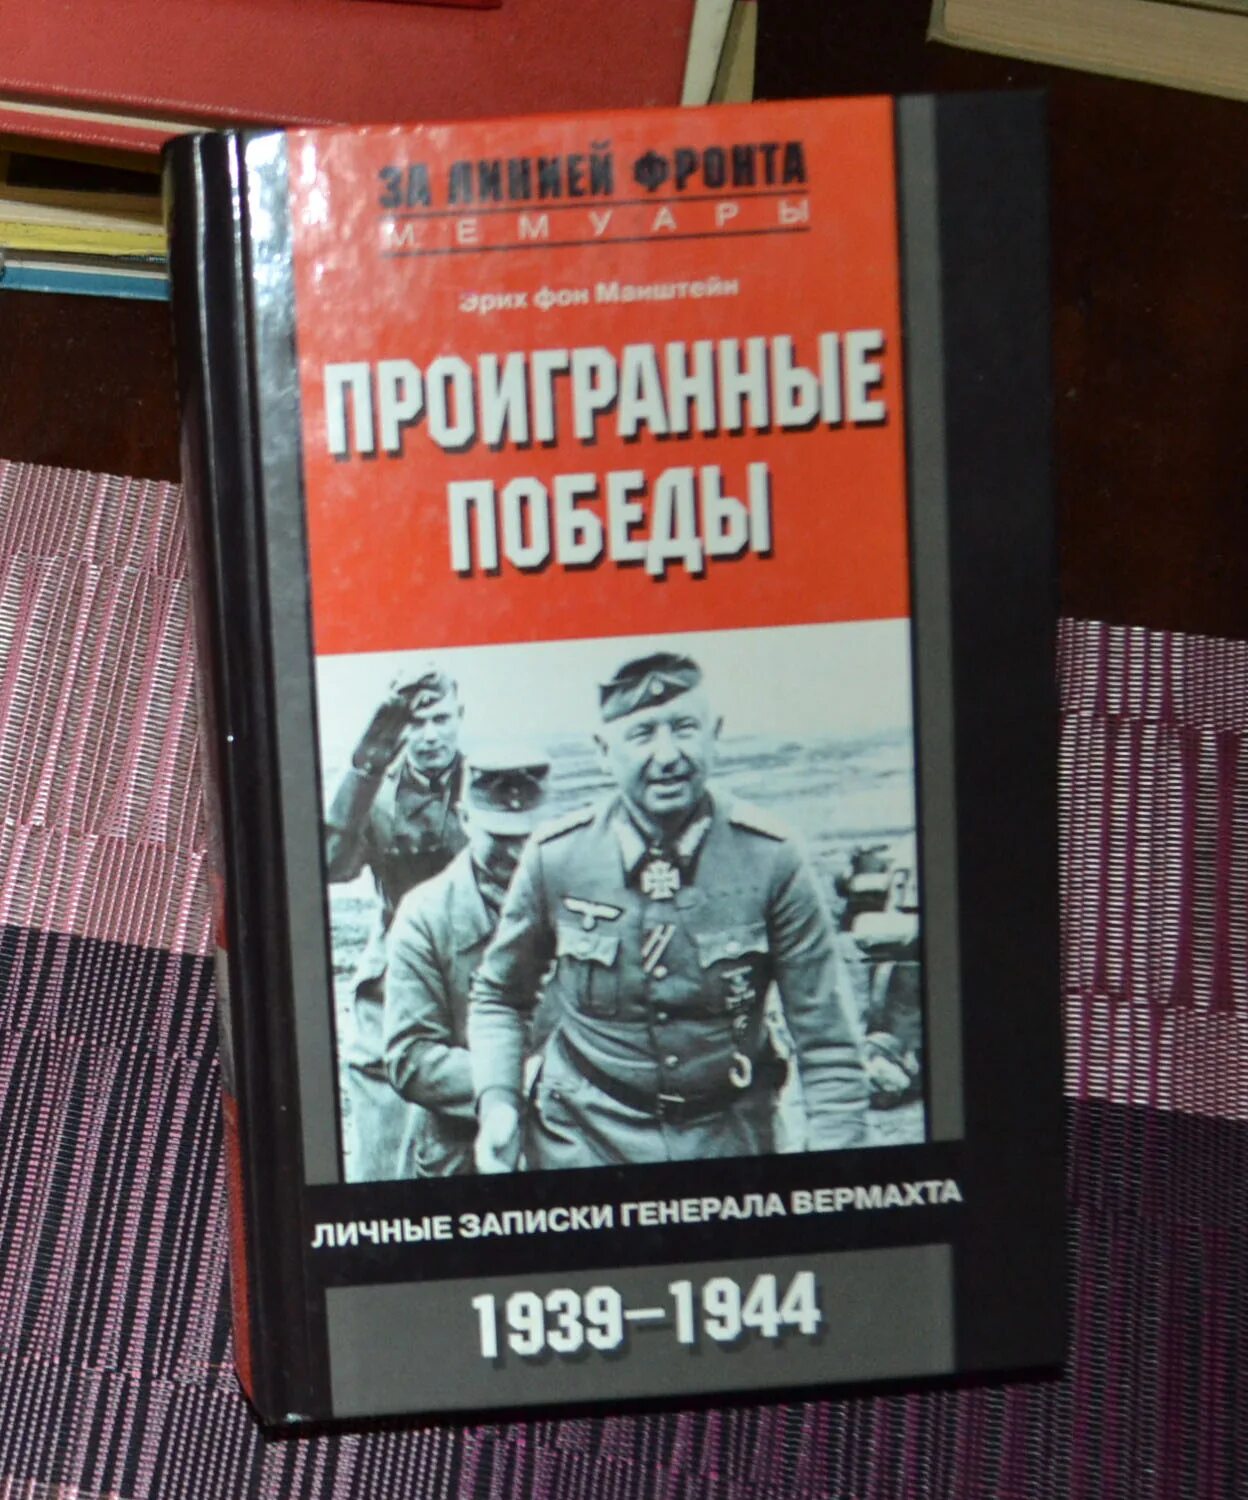 ЗА ЛИНИЕЙ ФРОНТА
МЕМУАРЫ
Эрих фон Манштейн
ПРОИГРАННЫЕ
ПОБЕДЫ
ЛИЧНЫЕ ЗАПИСКИ ГЕНЕРАЛА ВЕРМАХТА
1939–1944